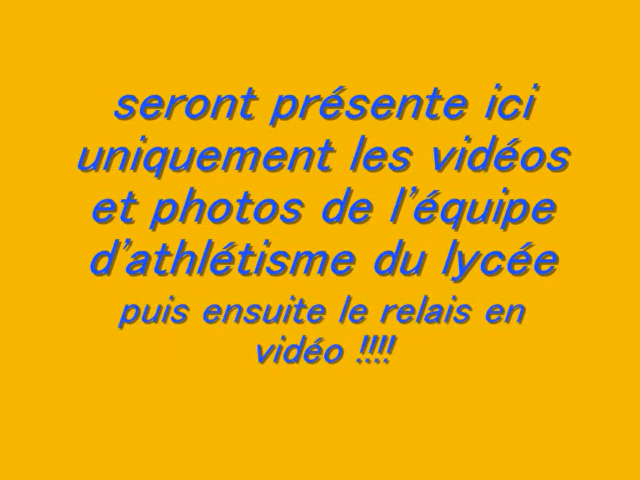 seront présente ici
uniquement les vidéos
et photos de l'équipe
d'athlétisme du lycée
puis ensuite le relais en
vidéo !!!!